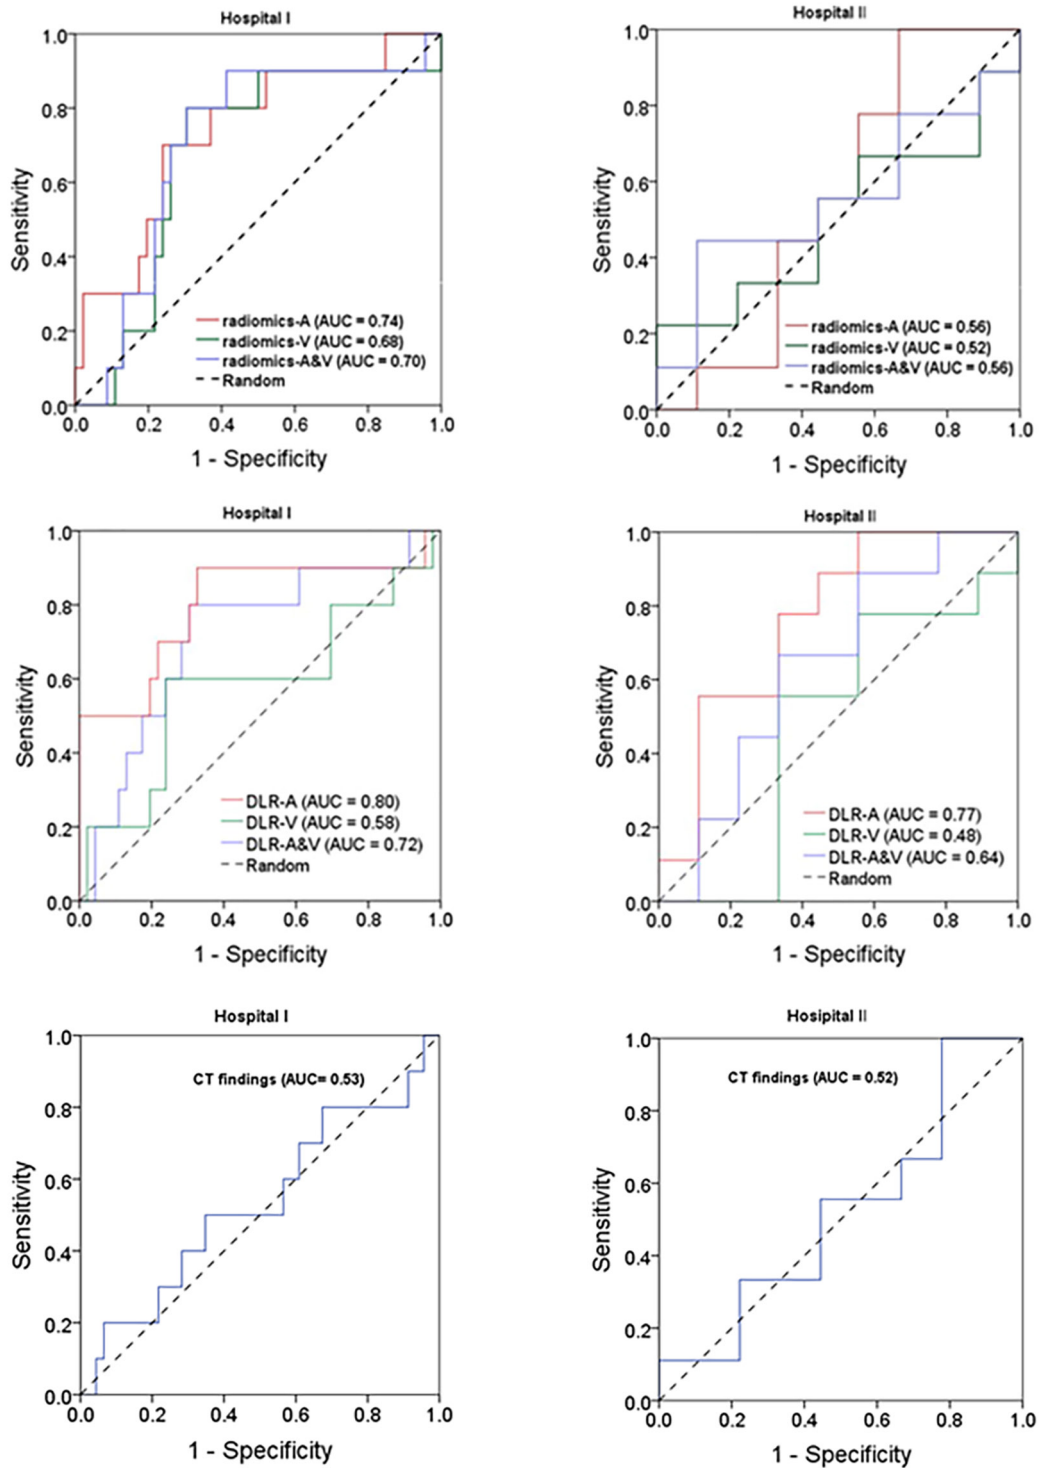 Hospital I
1.0
0.8
0.6
0.4
0.2
0.0
Sensitivity
radiomics-A (AUC = 0.74)
radiomics-V (AUC = 0.68)
radiomics-A&V (AUC = 0.70)
Random
0.0 0.2 0.4 0.6 0.8 1.0
1 - Specificity
Hospital II
1.0
0.8
0.6
0.4
0.2
0.0
Sensitivity
radiomics-A (AUC = 0.56)
radiomics-V (AUC = 0.52)
radiomics-A&V (AUC = 0.56)
Random
0.0 0.2 0.4 0.6 0.8 1.0
1 - Specificity
Hospital I
1.0
0.8
0.6
0.4
0.2
0.0
Sensitivity
DLR-A (AUC = 0.80)
DLR-V (AUC = 0.58)
DLR-A&V (AUC = 0.72)
Random
0.0 0.2 0.4 0.6 0.8 1.0
1 - Specificity
Hospital II
1.0
0.8
0.6
0.4
0.2
0.0
Sensitivity
DLR-A (AUC = 0.77)
DLR-V (AUC = 0.48)
DLR-A&V (AUC = 0.64)
Random
0.0 0.2 0.4 0.6 0.8 1.0
1 - Specificity
Hospital I
1.0
0.8
0.6
0.4
0.2
0.0
Sensitivity
CT findings (AUC= 0.53)
0.0 0.2 0.4 0.6 0.8 1.0
1 - Specificity
Hosipital II
1.0
0.8
0.6
0.4
0.2
0.0
Sensitivity
CT findings (AUC = 0.52)
0.0 0.2 0.4 0.6 0.8 1.0
1 - Specificity